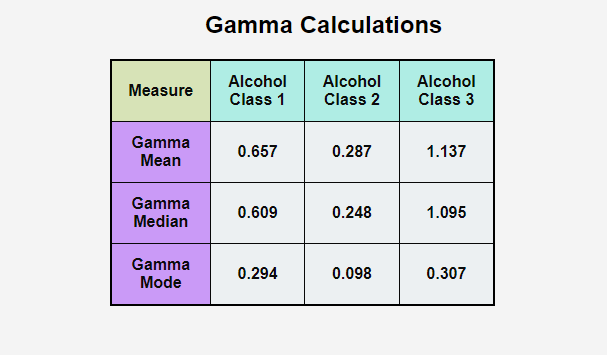 Gamma Calculations
Measure
Alcohol
Class 1
Alcohol
Class 2
Alcohol
Class 3
Gamma
Mean
0.657
0.287
1.137
Gamma
Median
0.609
0.248
1.095
Gamma
Mode
0.294
0.098
0.307